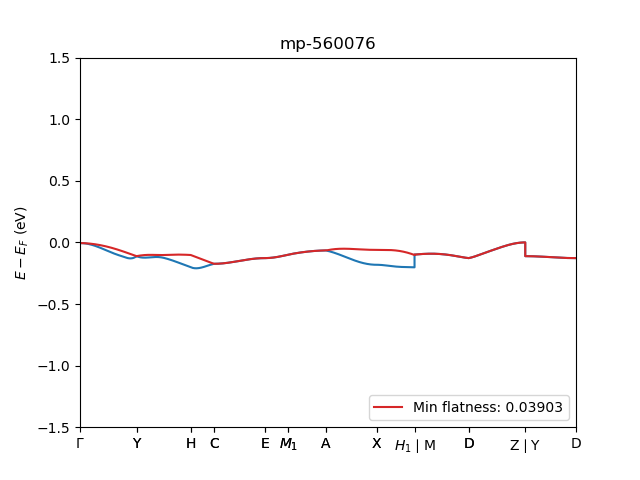 mp-560076
1.5
1.0
0.5
0.0
−0.5
−1.0
−1.5
E − E_F (eV)
Min flatness: 0.03903
Γ Y H C E M_1 A X H_1 | M D Z | Y D